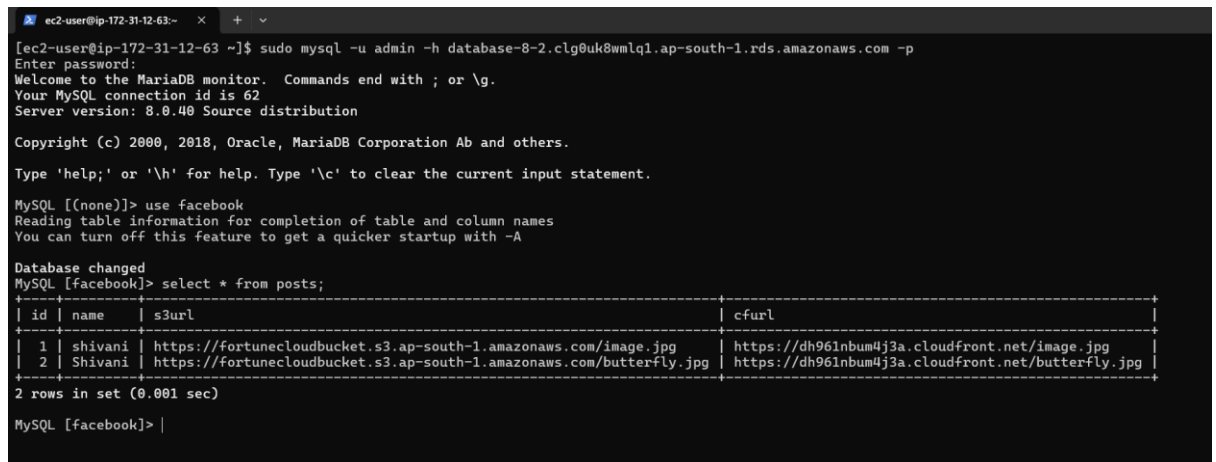 ec2-user@ip-172-31-12-63:~ × + ⌄
[ec2-user@ip-172-31-12-63 ~]$ sudo mysql -u admin -h database-8-2.clg0uk8wmlq1.ap-south-1.rds.amazonaws.com -p
Enter password:
Welcome to the MariaDB monitor.  Commands end with ; or \g.
Your MySQL connection id is 62
Server version: 8.0.40 Source distribution
Copyright (c) 2000, 2018, Oracle, MariaDB Corporation Ab and others.
Type 'help;' or '\h' for help. Type '\c' to clear the current input statement.
MySQL [(none)]> use facebook
Reading table information for completion of table and column names
You can turn off this feature to get a quicker startup with -A
Database changed
MySQL [facebook]> select * from posts;
+----+---------+----------------------------------------------------------------+-----------------------------------------------+
| id | name    | s3url                                                          | cfurl                                         |
+----+---------+----------------------------------------------------------------+-----------------------------------------------+
|  1 | shivani | https://fortunecloudbucket.s3.ap-south-1.amazonaws.com/image.jpg     | https://dh961nbum4j3a.cloudfront.net/image.jpg     |
|  2 | Shivani | https://fortunecloudbucket.s3.ap-south-1.amazonaws.com/butterfly.jpg | https://dh961nbum4j3a.cloudfront.net/butterfly.jpg |
+----+---------+----------------------------------------------------------------+-----------------------------------------------+
2 rows in set (0.001 sec)
MySQL [facebook]>